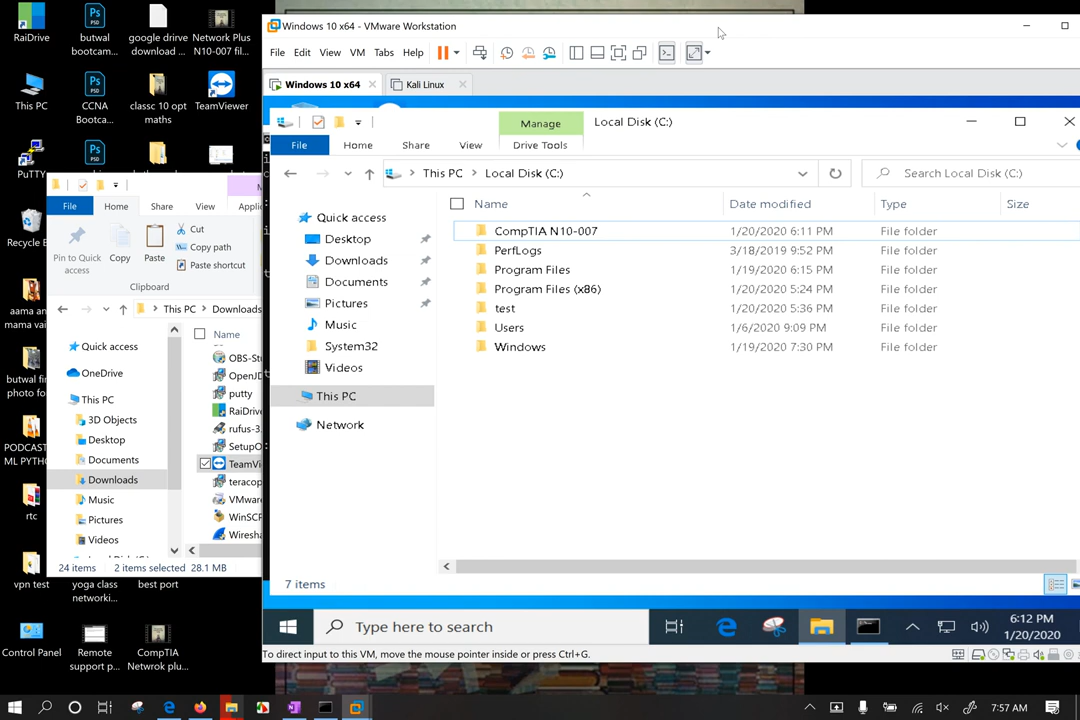 RaiDrive
butwal bootcam...
google drive download ...
Network Plus N10-007 fil...
This PC
CCNA Bootca...
classc 10 opt maths
TeamViewer
PuTTY
Recycle B
aama an
mama vai
butwal fin
photo fo
PODCAST
ML PYTH
rtc
vpn test
yoga class networki...
best port
Control Panel
Remote support p...
CompTIA Netwrok plu...
File
Home
Share
View
Applic
Pin to Quick access
Copy
Paste
Cut
Copy path
Paste shortcut
Clipboard
This PC
Downloads
Name
Quick access
OneDrive
This PC
3D Objects
Desktop
Documents
Downloads
Music
Pictures
Videos
OBS-Stu
OpenJD
putty
RaiDrive
rufus-3.
SetupO
TeamVi
teracop
VMware
WinSCP
Wiresha
24 items
2 items selected
28.1 MB
Windows 10 x64 - VMware Workstation
File
Edit
View
VM
Tabs
Help
Windows 10 x64
Kali Linux
Manage
Local Disk (C:)
File
Home
Share
View
Drive Tools
This PC
Local Disk (C:)
Search Local Disk (C:)
Quick access
Desktop
Downloads
Documents
Pictures
Music
System32
Videos
This PC
Network
Name
Date modified
Type
Size
CompTIA N10-007
1/20/2020 6:11 PM
File folder
PerfLogs
3/18/2019 9:52 PM
File folder
Program Files
1/19/2020 6:15 PM
File folder
Program Files (x86)
1/20/2020 5:24 PM
File folder
test
1/20/2020 5:36 PM
File folder
Users
1/6/2020 9:09 PM
File folder
Windows
1/19/2020 7:30 PM
File folder
7 items
Type here to search
6:12 PM
1/20/2020
To direct input to this VM, move the mouse pointer inside or press Ctrl+G.
7:57 AM